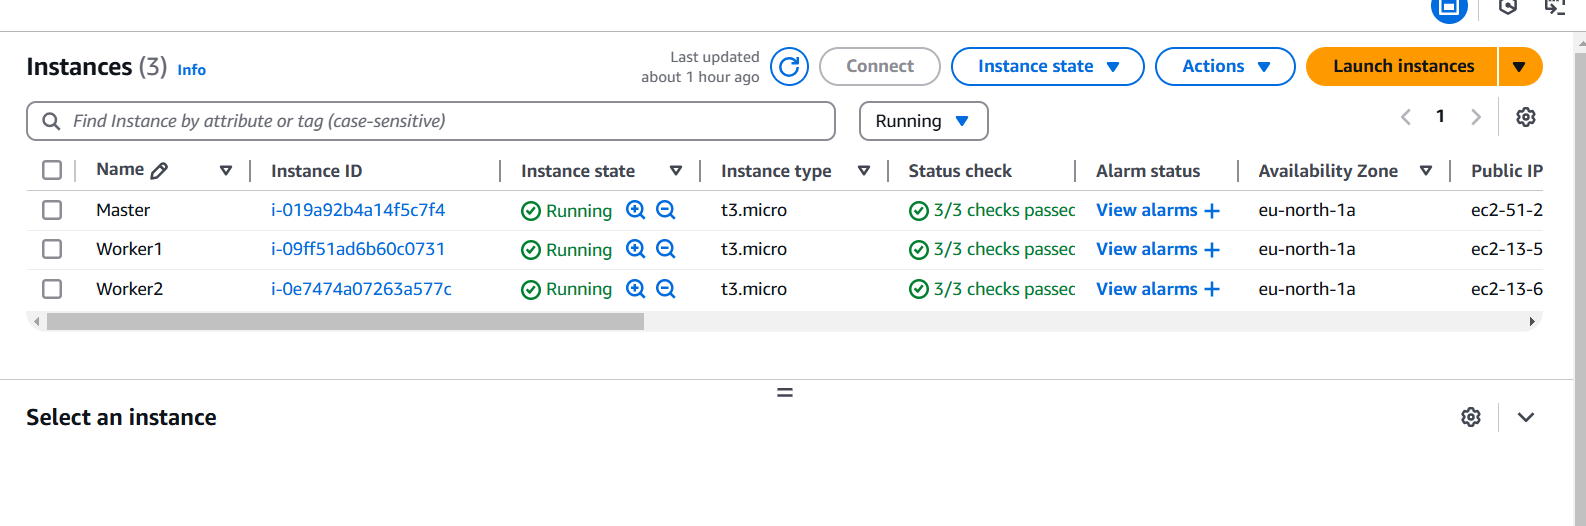 Instances (3) Info
Last updated about 1 hour ago
Connect
Instance state
Actions
Launch instances
Find Instance by attribute or tag (case-sensitive)
Running
1
Name Instance ID Instance state Instance type Status check Alarm status Availability Zone Public IP
Master i-019a92b4a14f5c7f4 Running t3.micro 3/3 checks passed View alarms + eu-north-1a ec2-51-2
Worker1 i-09ff51ad6b60c0731 Running t3.micro 3/3 checks passed View alarms + eu-north-1a ec2-13-5
Worker2 i-0e7474a07263a577c Running t3.micro 3/3 checks passed View alarms + eu-north-1a ec2-13-6
Select an instance